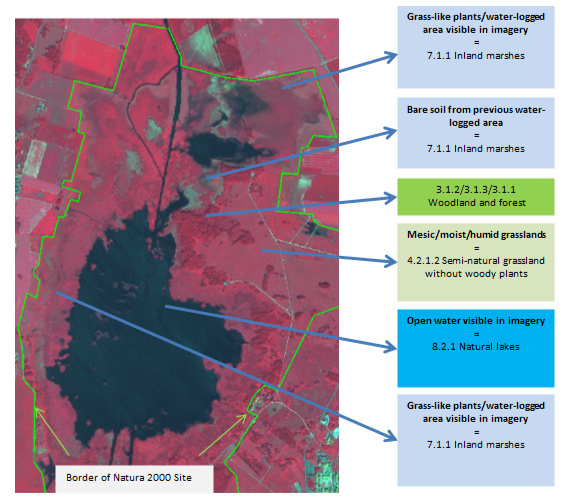 Grass-like plants/water-logged
area visible in imagery
=
7.1.1 Inland marshes
Bare soil from previous water-
logged area
=
7.1.1 Inland marshes
3.1.2/3.1.3/3.1.1
Woodland and forest
Mesic/moist/humid grasslands
=
4.2.1.2 Semi-natural grassland
without woody plants
Open water visible in imagery
=
8.2.1 Natural lakes
Grass-like plants/water-logged
area visible in imagery
=
7.1.1 Inland marshes
Border of Natura 2000 Site